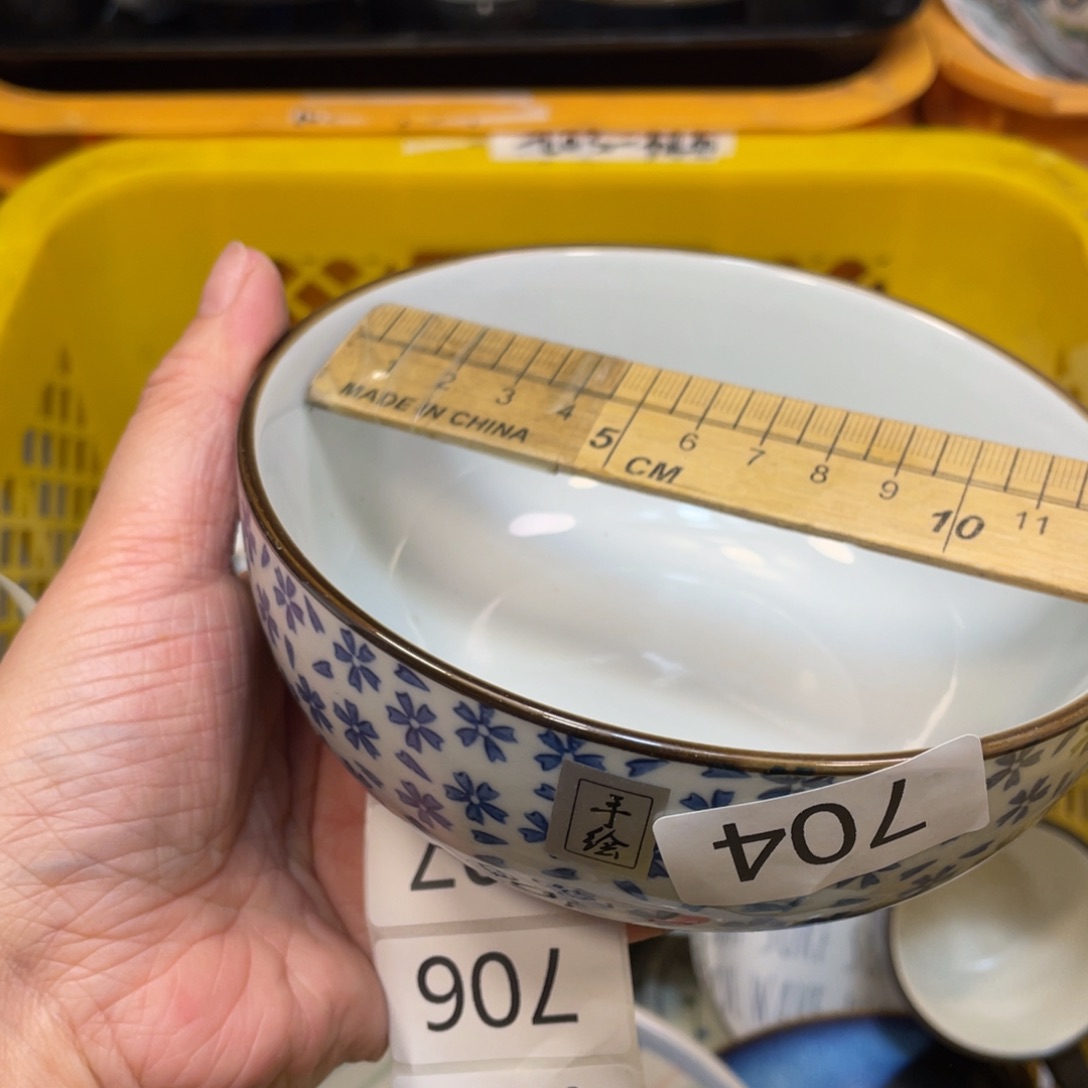 1 2 3 4 5 6 7 8 9 10 11
MADE IN CHINA
CM
手
绘
704
706